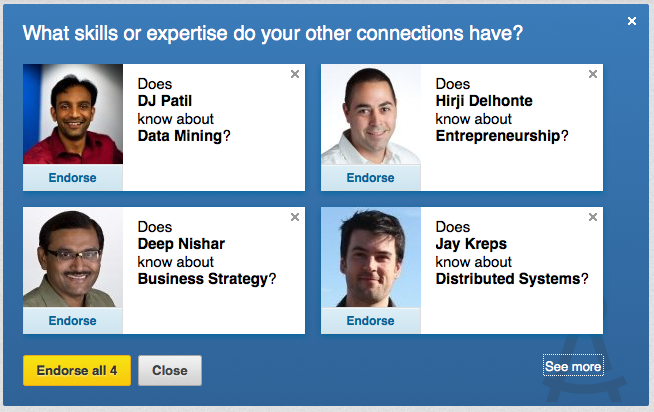 What skills or expertise do your other connections have?
Does
DJ Patil
know about
Data Mining?
Endorse
Does
Hirji Delhonte
know about
Entrepreneurship?
Endorse
Does
Deep Nishar
know about
Business Strategy?
Endorse
Does
Jay Kreps
know about
Distributed Systems?
Endorse
Endorse all 4
Close
See more